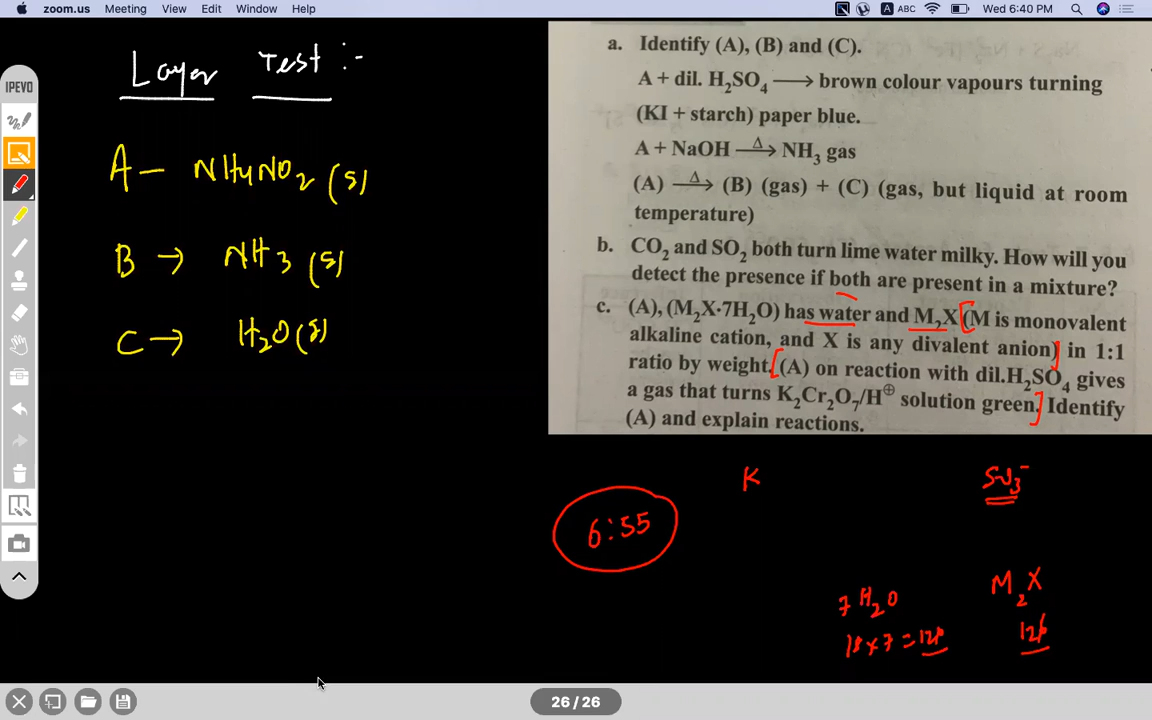 zoom.us Meeting View Edit Window Help
A ABC Wed 6:40 PM
IPEVO
Layer Test :-
A — NH4NO2 (s)
B → NH3 (g)
C → H2O (g)
a. Identify (A), (B) and (C).
A + dil. H₂SO₄ ⟶ brown colour vapours turning
(KI + starch) paper blue.
A + NaOH —Δ→ NH₃ gas
(A) —Δ→ (B) (gas) + (C) (gas, but liquid at room
temperature)
b. CO₂ and SO₂ both turn lime water milky. How will you
detect the presence if both are present in a mixture?
c. (A), (M₂X·7H₂O) has water and M₂X (M is monovalent
alkaline cation, and X is any divalent anion) in 1:1
ratio by weight. (A) on reaction with dil.H₂SO₄ gives
a gas that turns K₂Cr₂O₇/H⊕ solution green. Identify
(A) and explain reactions.
K
SO3⁻
6:55
7 H2O
18 x 7 = 126
M2X
126
26 / 26